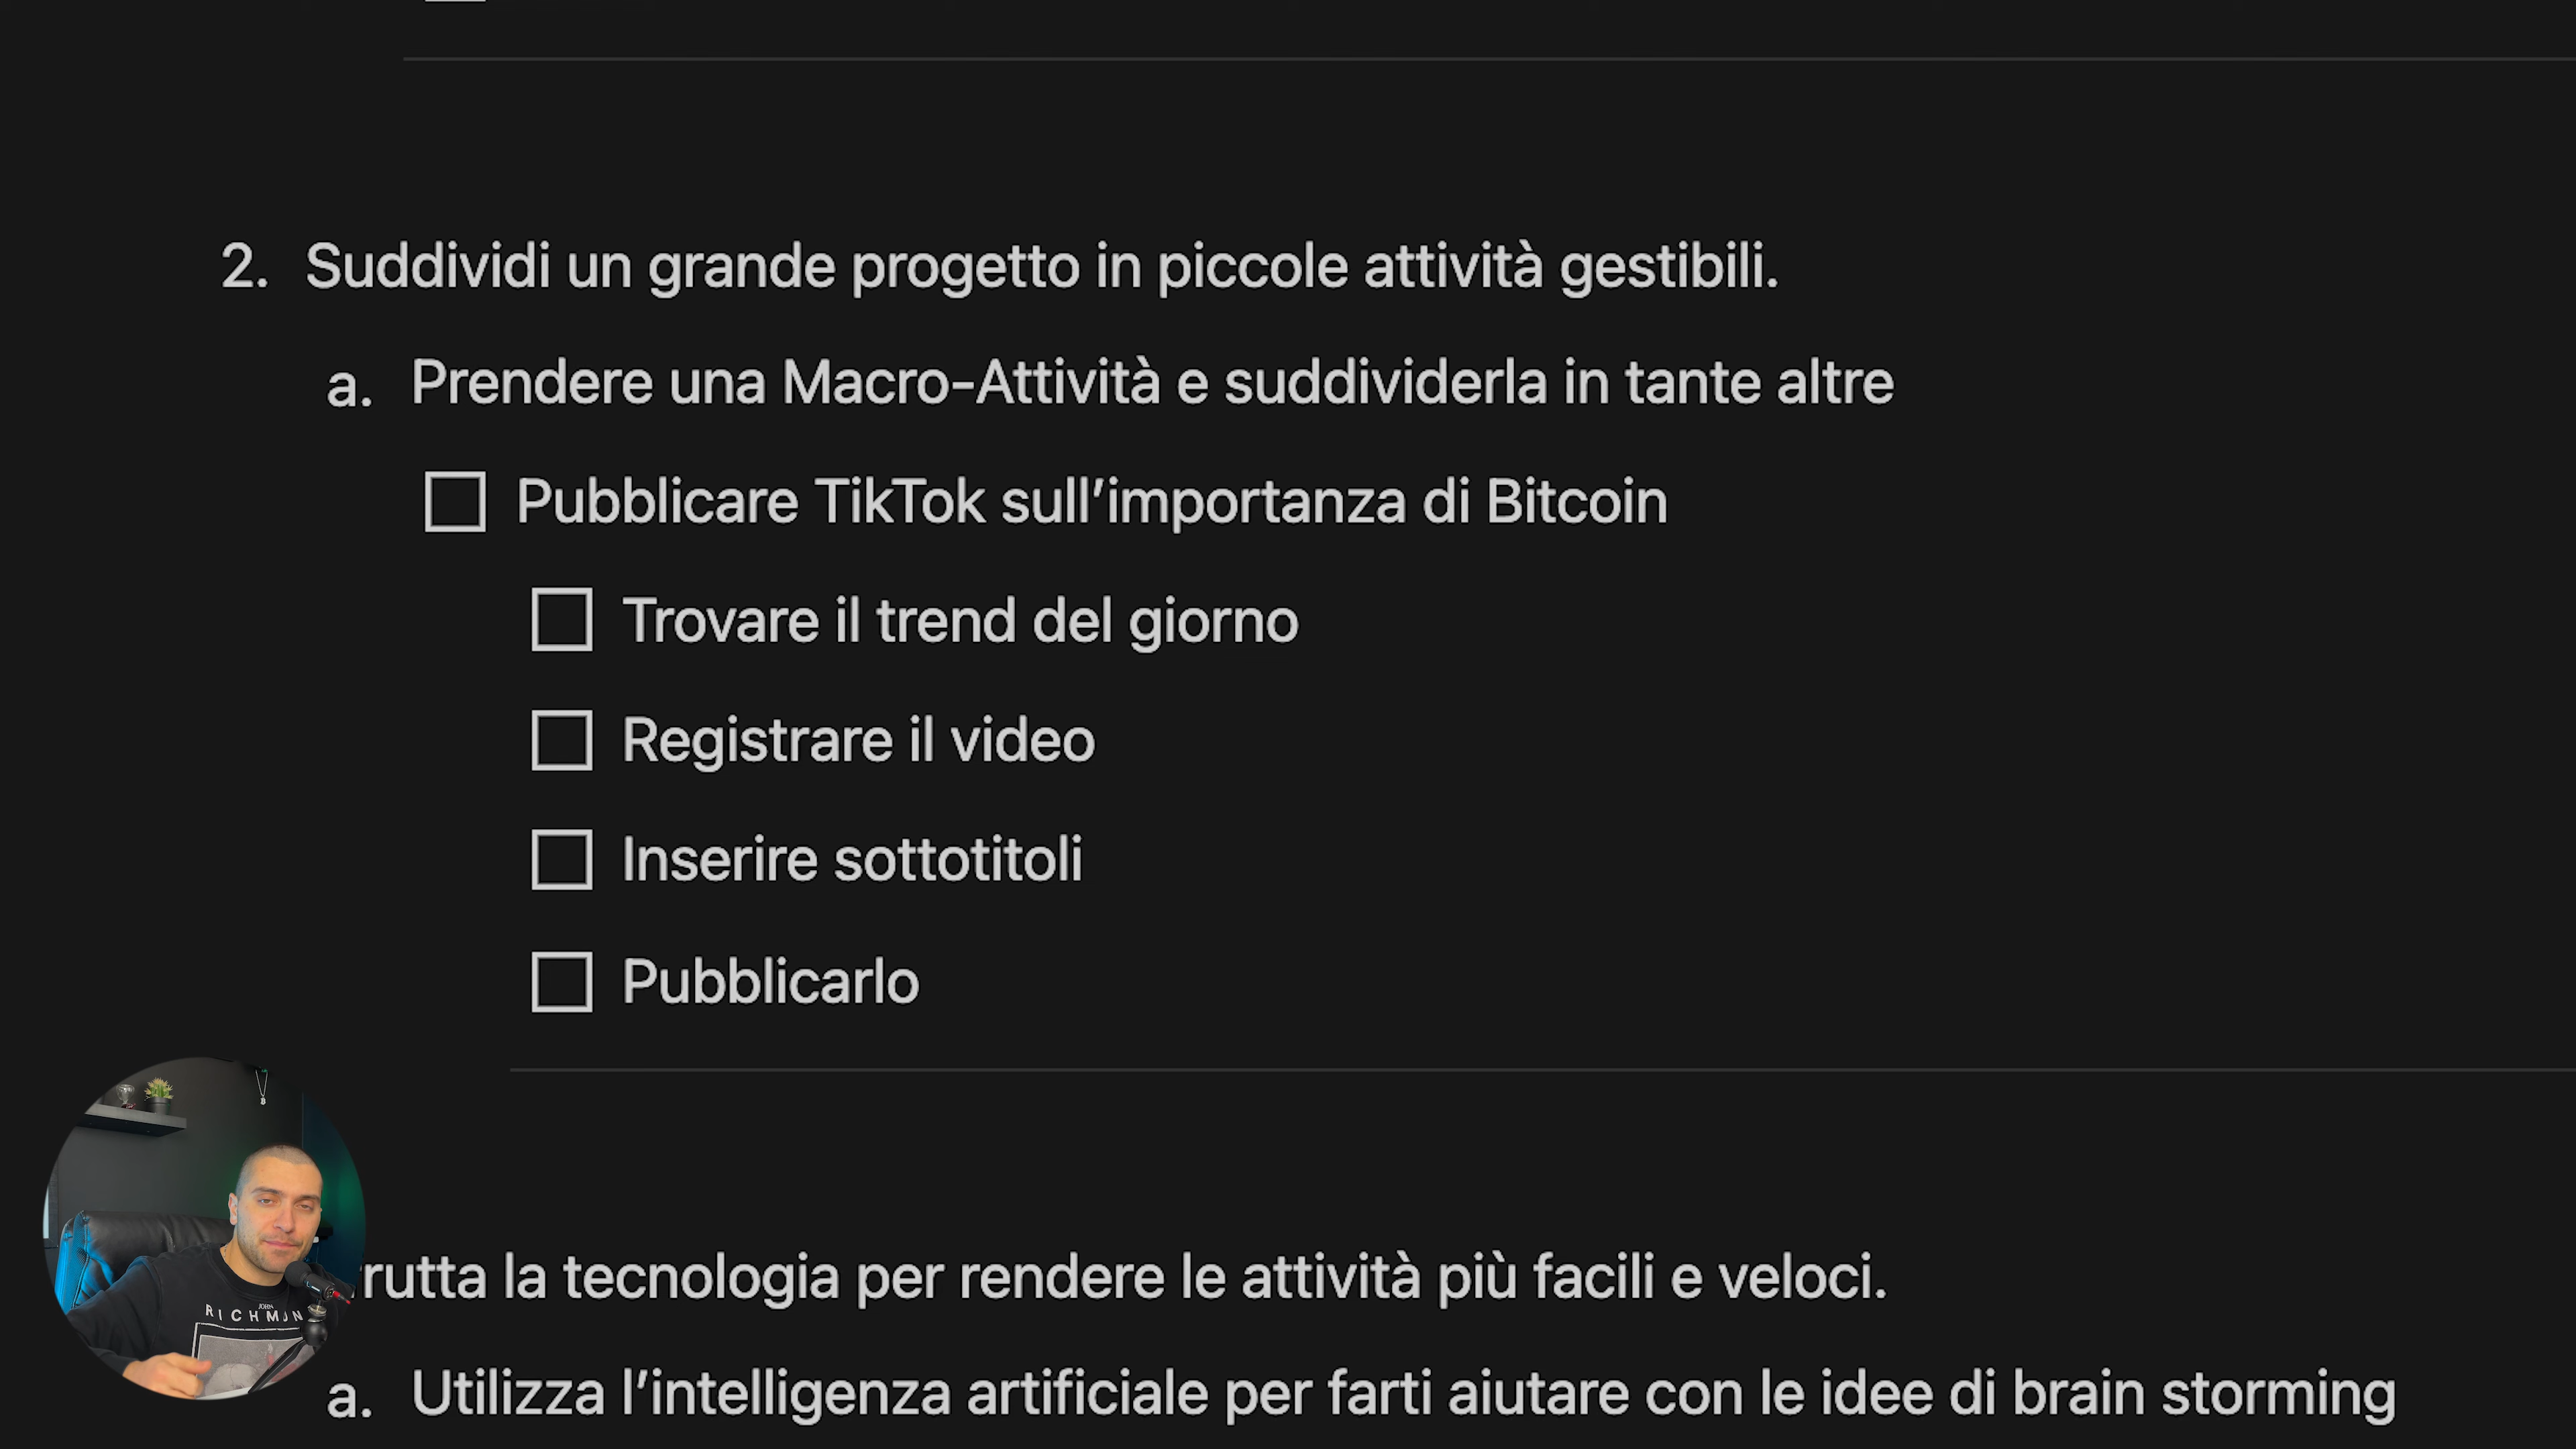 2. Suddividi un grande progetto in piccole attività gestibili.
a. Prendere una Macro-Attività e suddividerla in tante altre
Pubblicare TikTok sull’importanza di Bitcoin
Trovare il trend del giorno
Registrare il video
Inserire sottotitoli
Pubblicarlo
rutta la tecnologia per rendere le attività più facili e veloci.
JOHN
RICHMON
a. Utilizza l’intelligenza artificiale per farti aiutare con le idee di brain storming